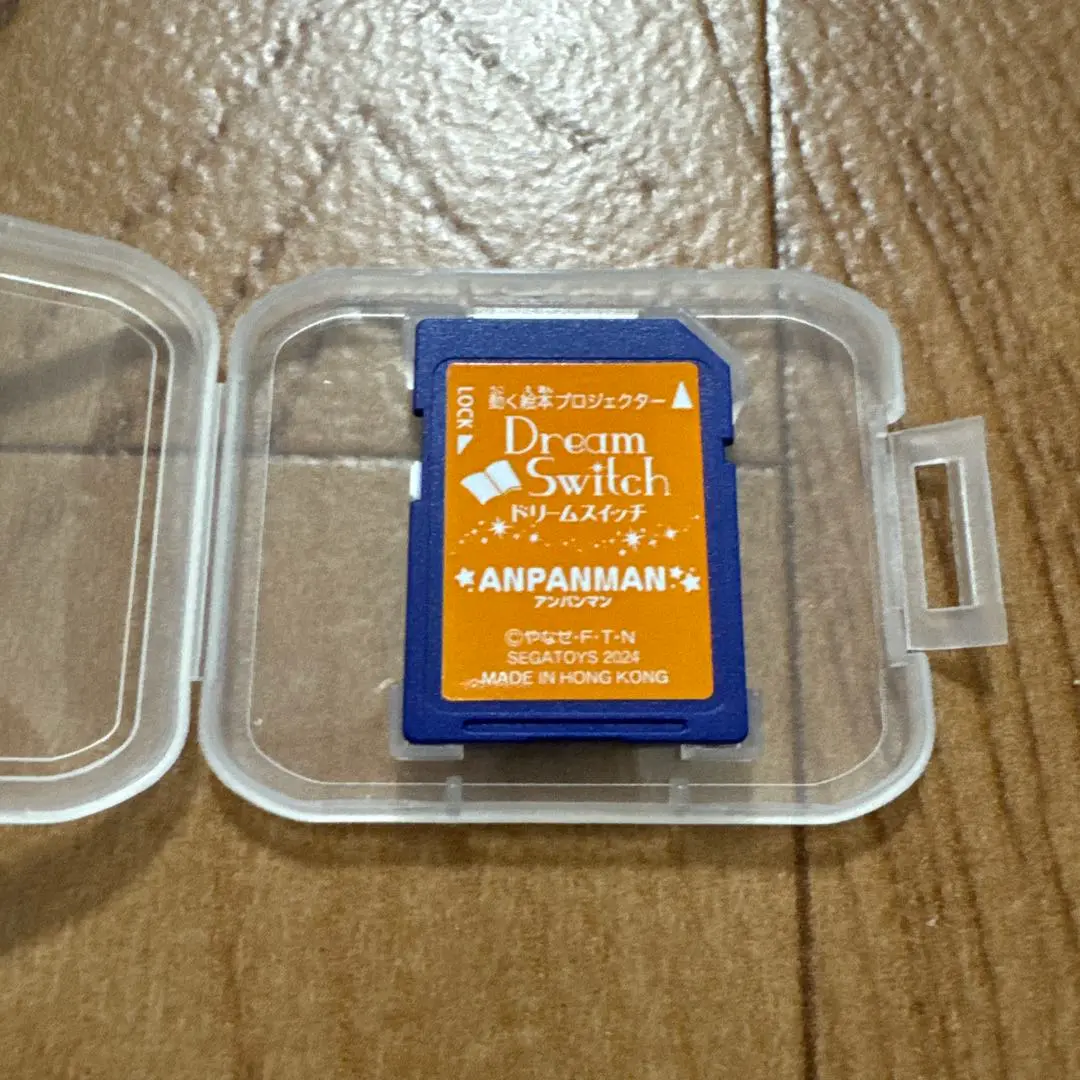 LOCK
動く絵本プロジェクター
Dream
Switch
ドリームスイッチ
ANPANMAN
アンパンマン
©やなせ・F・T・N
SEGATOYS 2024
MADE IN HONG KONG